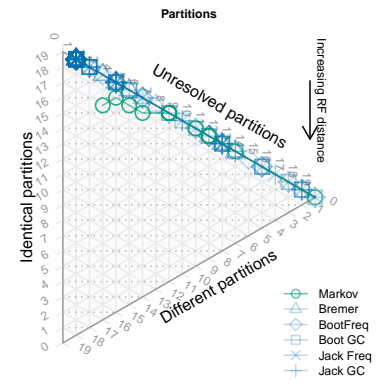 Partitions
Increasing RF distance
Unresolved partitions
Identical partitions
Different partitions
0
19
18
17
16
15
14
13
12
11
10
9
8
7
6
5
4
3
2
1
0
19 18 17 16 15 14 13 12 11 10 9 8 7 6 5 4 3 2 1
0
Markov
Bremer
BootFreq
Boot GC
Jack Freq
Jack GC